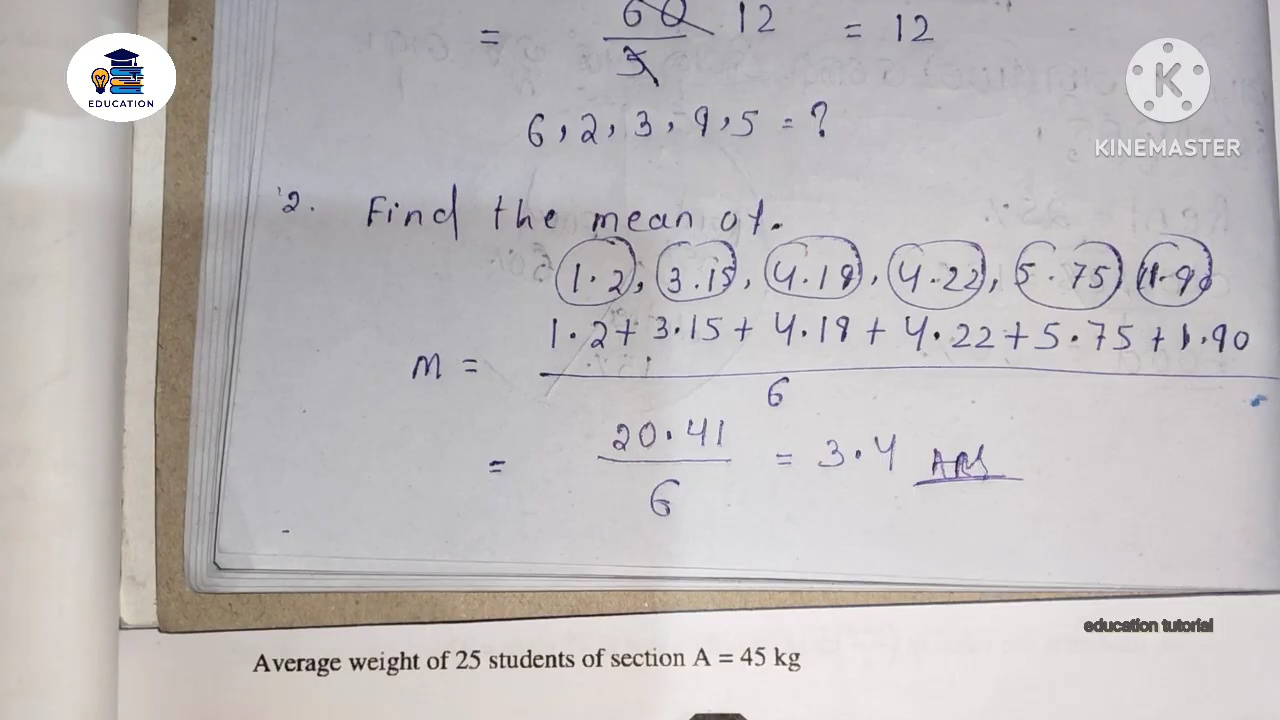 = 60 12 = 12
5
EDUCATION
6, 2, 3, 9, 5 = ?
KINEMASTER
2. Find the mean of.
1.2, 3.15, 4.19, 4.22, 5.75, 1.90
1.2 + 3.15 + 4.19 + 4.22 + 5.75 + 1.90
m =
6
20.41
= = 3.4 Ans
6
education tutorial
Average weight of 25 students of section A = 45 kg